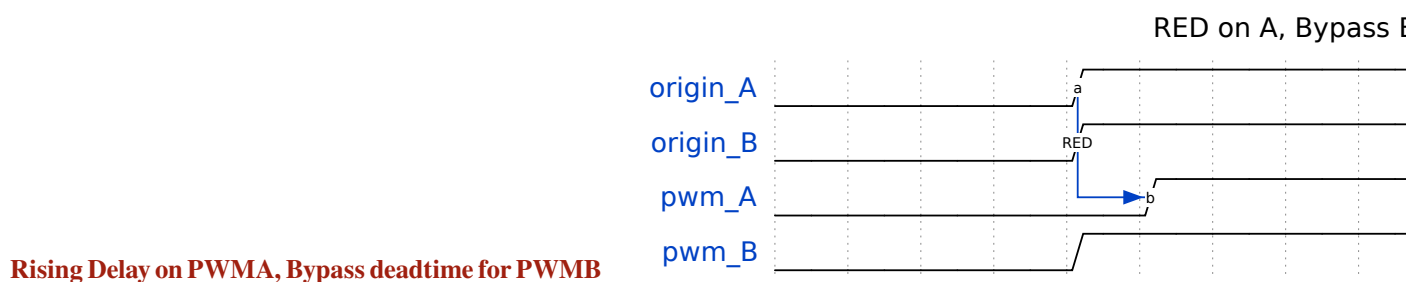 RED on A, Bypass
origin_A
a
origin_B
RED
pwm_A
b
pwm_B
Rising Delay on PWMA, Bypass deadtime for PWMB